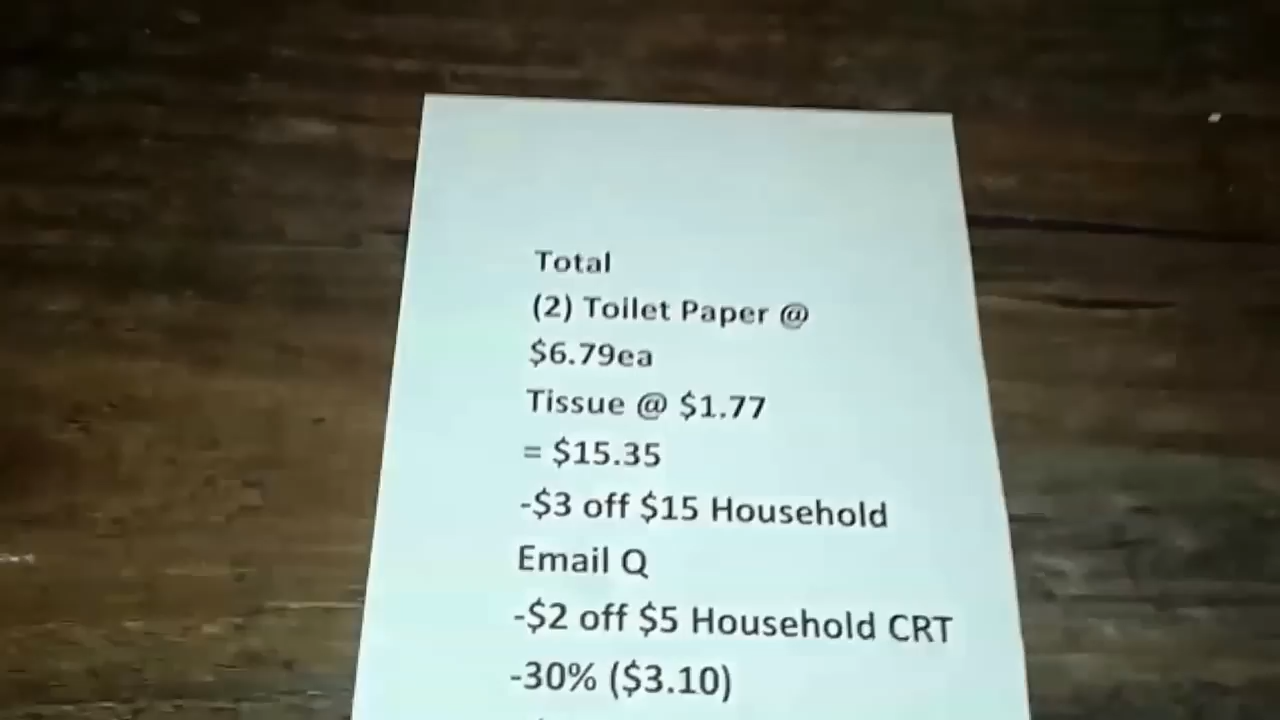 Total
(2) Toilet Paper @
$6.79ea
Tissue @ $1.77
= $15.35
-$3 off $15 Household
Email Q
-$2 off $5 Household CRT
-30% ($3.10)